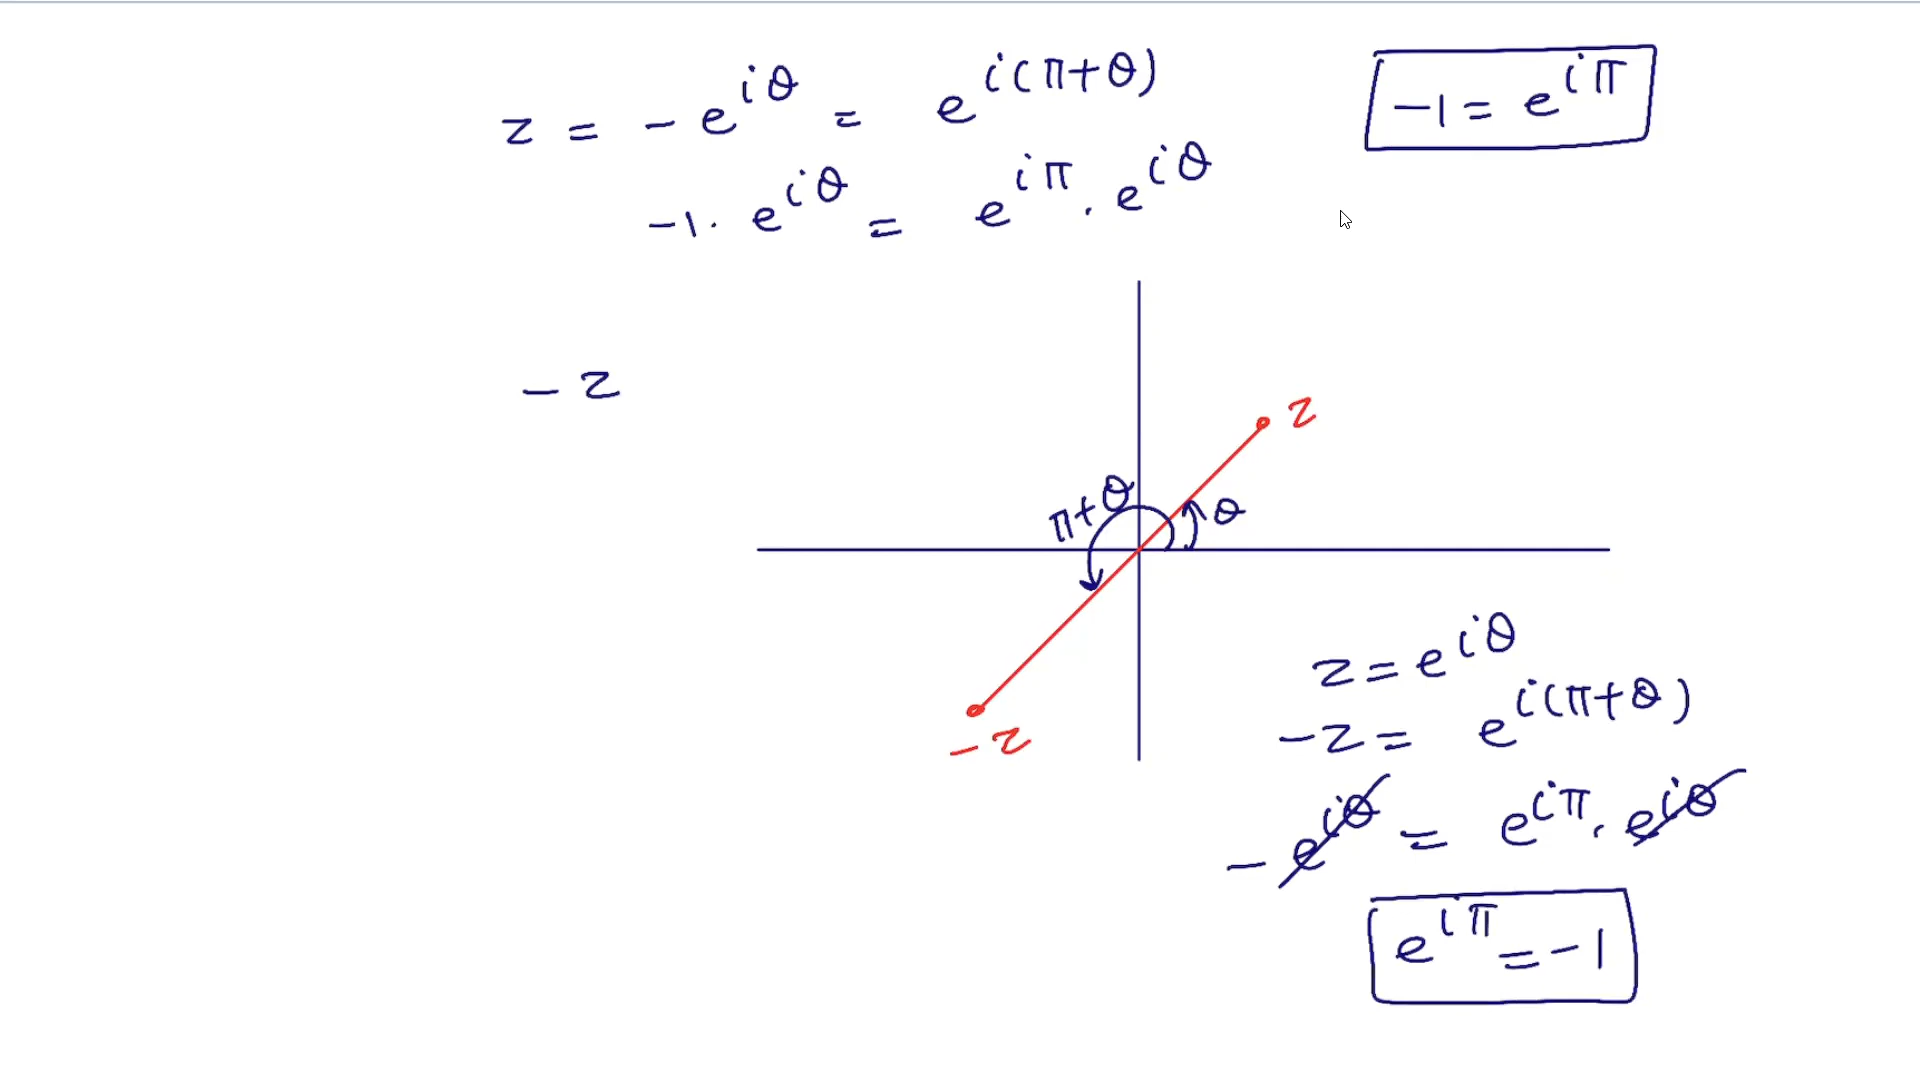 z = -e^{iθ} = e^{i(π+θ)}
-1 = e^{iπ}
-1 · e^{iθ} = e^{iπ} · e^{iθ}
-z
z
π+θ
θ
-z
z = e^{iθ}
-z = e^{i(π+θ)}
-e^{iθ} = e^{iπ} · e^{iθ}
e^{iπ} = -1